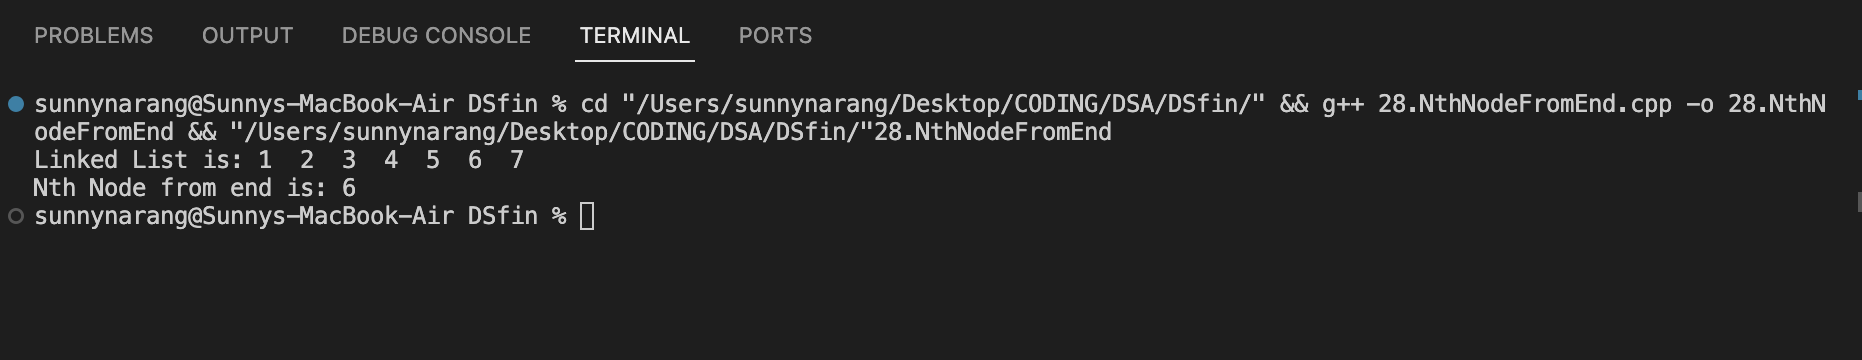 PROBLEMS OUTPUT DEBUG CONSOLE TERMINAL PORTS
sunnynarang@Sunnys-MacBook-Air DSfin % cd "/Users/sunnynarang/Desktop/CODING/DSA/DSfin/" && g++ 28.NthNodeFromEnd.cpp -o 28.NthN
odeFromEnd && "/Users/sunnynarang/Desktop/CODING/DSA/DSfin/"28.NthNodeFromEnd
Linked List is: 1  2  3  4  5  6  7
Nth Node from end is: 6
sunnynarang@Sunnys-MacBook-Air DSfin %